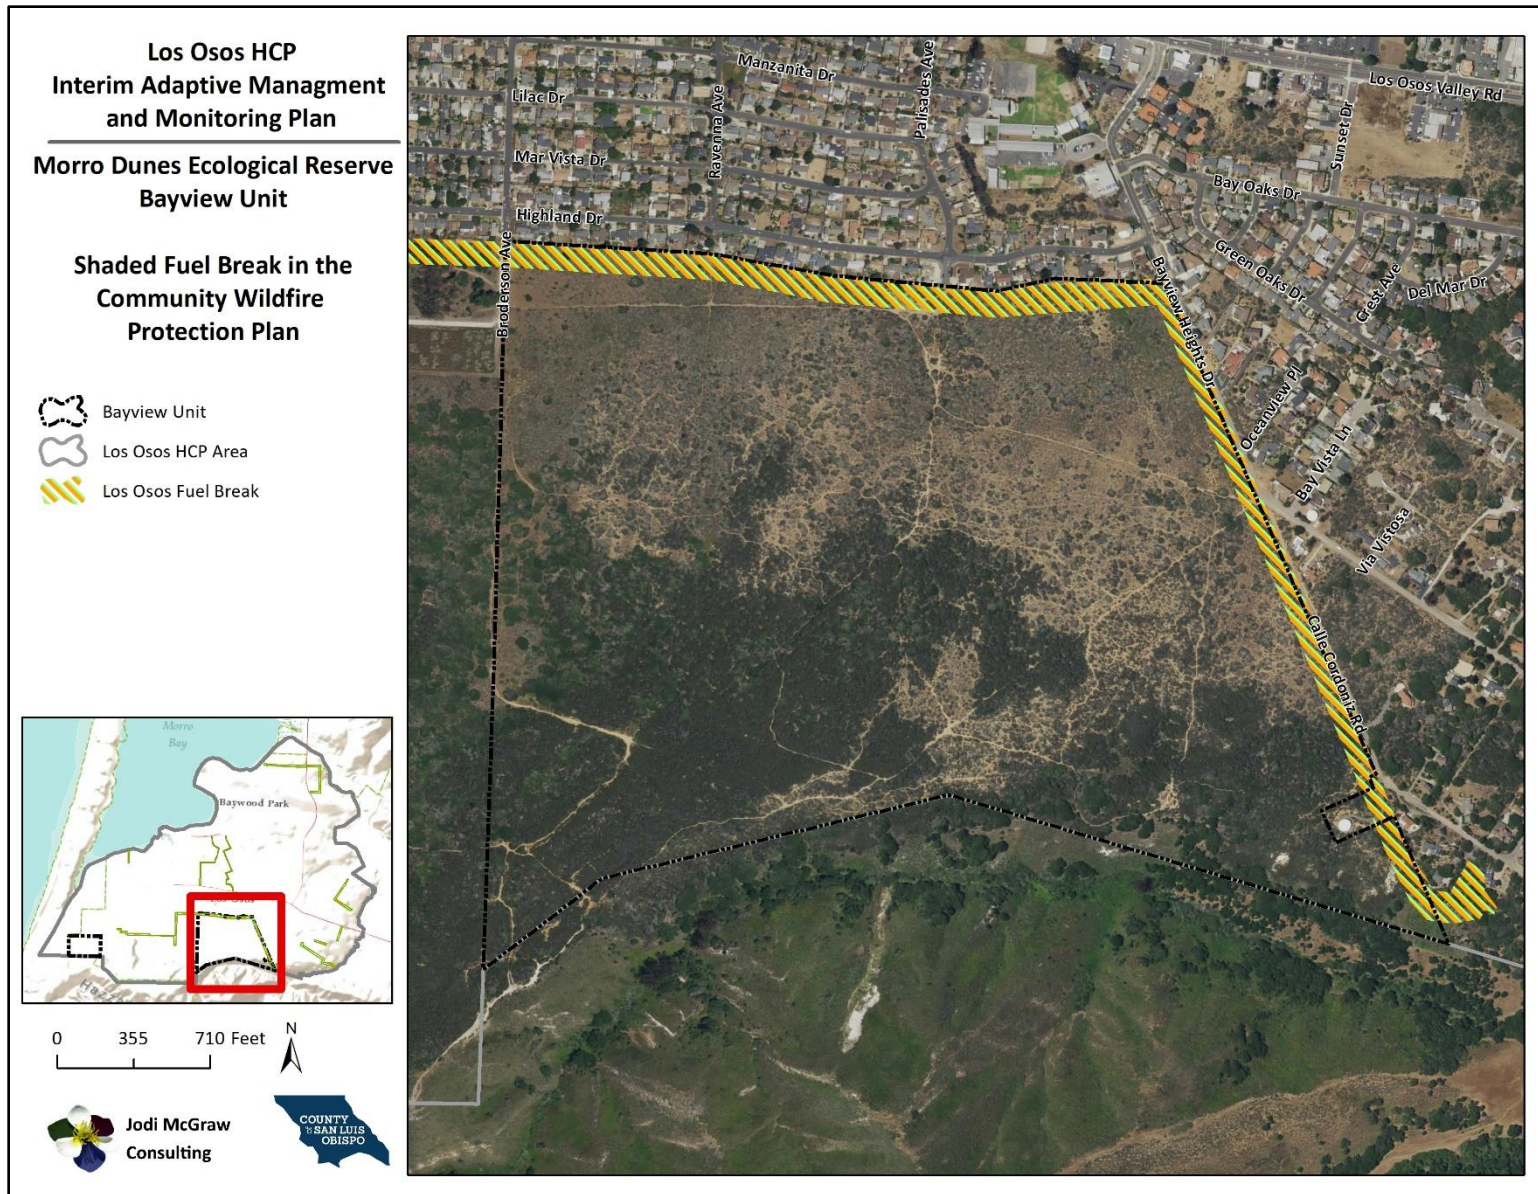 Los Osos HCP
Interim Adaptive Managment
and Monitoring Plan
Morro Dunes Ecological Reserve
Bayview Unit
Shaded Fuel Break in the
Community Wildfire
Protection Plan
Bayview Unit
Los Osos HCP Area
Los Osos Fuel Break
Morro
Bay
Baywood Park
Los Osos
0 355 710 Feet
N
Jodi McGraw
Consulting
COUNTY
OF SAN LUIS
OBISPO
Manzanita Dr
Palisades Ave
Los Osos Valley Rd
Lilac Dr
Ravenna Ave
Sunset Dr
Mar Vista Dr
Bay Oaks Dr
Highland Dr
Broderson Ave
Bayview Heights Dr
Green Oaks Dr
Crest Ave
Del Mar Dr
Oceanview Pl
Bay Vista Ln
Via Vistosa
Calle Cordoniz Rd